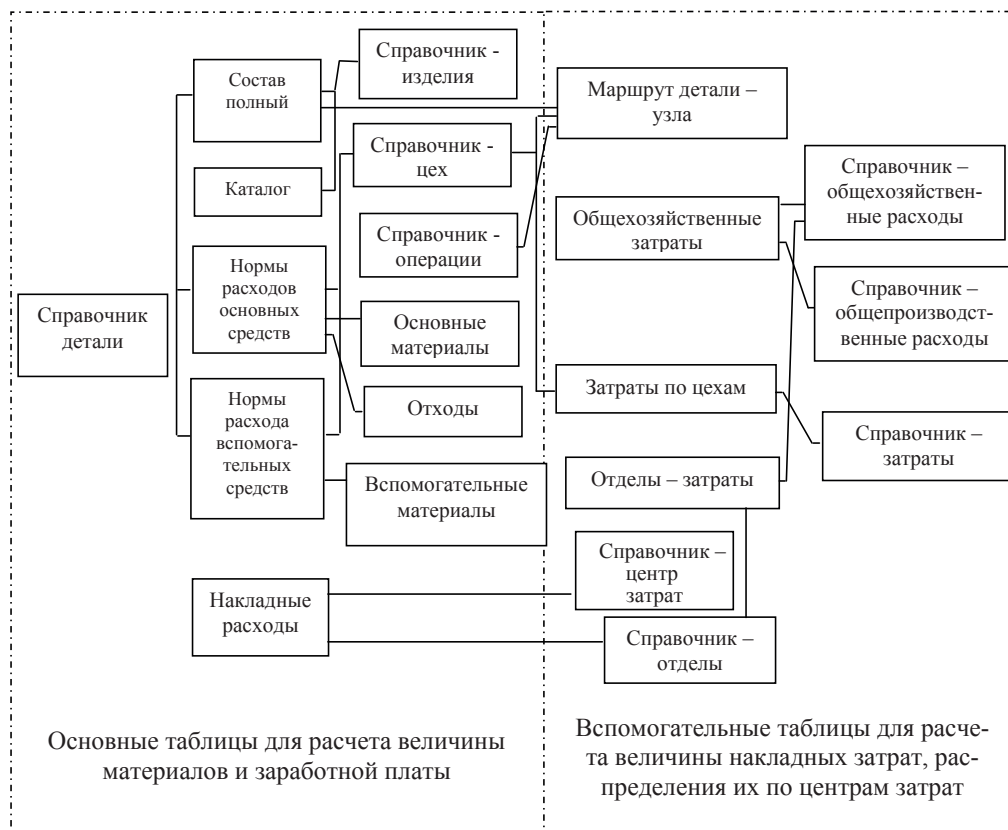 Справочник -
изделия
Состав
полный
Маршрут детали –
узла
Справочник -
цех
Каталог
Справочник –
общехозяйствен-
ные расходы
Общехозяйственные
затраты
Справочник -
операции
Нормы
расходов
основных
средств
Справочник –
общепроизводст-
венные расходы
Справочник
детали
Основные
материалы
Затраты по цехам
Отходы
Нормы
расхода
вспомога-
тельных
средств
Справочник –
затраты
Отделы – затраты
Вспомогательные
материалы
Справочник –
центр
затрат
Накладные
расходы
Справочник –
отделы
Основные таблицы для расчета величины
материалов и заработной платы
Вспомогательные таблицы для расче-
та величины накладных затрат, рас-
пределения их по центрам затрат